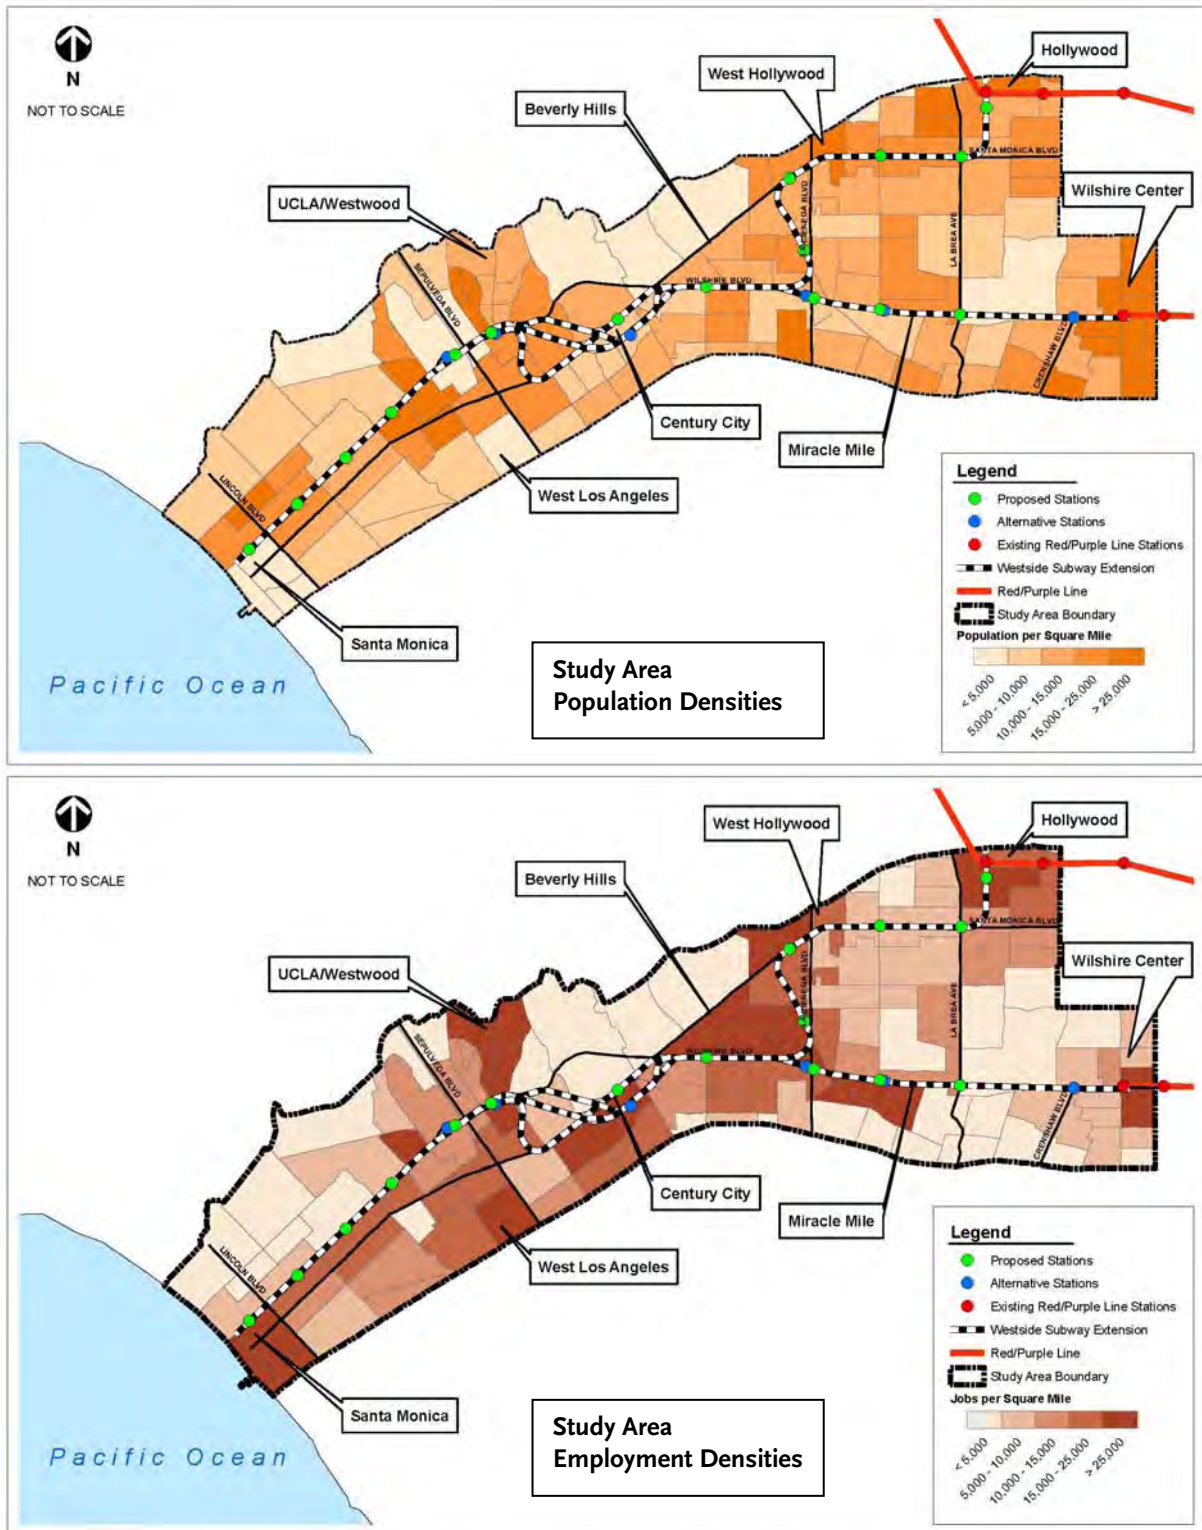 Hollywood
West Hollywood
N
NOT TO SCALE
Beverly Hills
SANTA MONICA BLVD
Wilshire Center
UCLA/Westwood
LA BREA AVE
SEPULVEDA BLVD
WILSHIRE BLVD
CRENSHAW BLVD
Century City
Miracle Mile
West Los Angeles
LINCOLN BLVD
Santa Monica
Pacific Ocean
Study Area
Population Densities
Legend
Proposed Stations
Alternative Stations
Existing Red/Purple Line Stations
Westside Subway Extension
Red/Purple Line
Study Area Boundary
Population per Square Mile
< 5,000
5,000 - 10,000
10,000 - 15,000
15,000 - 25,000
> 25,000
Hollywood
West Hollywood
N
NOT TO SCALE
Beverly Hills
SANTA MONICA BLVD
Wilshire Center
UCLA/Westwood
LA BREA AVE
SEPULVEDA BLVD
WILSHIRE BLVD
CRENSHAW BLVD
Century City
Miracle Mile
West Los Angeles
LINCOLN BLVD
Santa Monica
Pacific Ocean
Study Area
Employment Densities
Legend
Proposed Stations
Alternative Stations
Existing Red/Purple Line Stations
Westside Subway Extension
Red/Purple Line
Study Area Boundary
Jobs per Square Mile
< 5,000
5,000 - 10,000
10,000 - 15,000
15,000 - 25,000
> 25,000